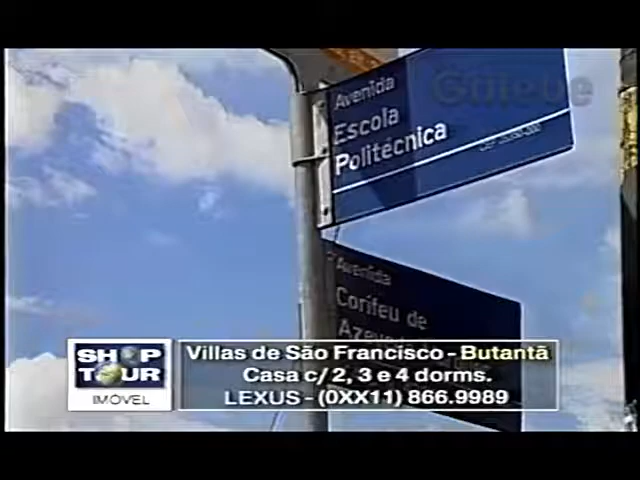 Avenida
Escola
Politécnica
Avenida
Corifeu de
SHOP
TOUR
IMÓVEL
Villas de São Francisco - Butantã
Casa c/ 2, 3 e 4 dorms.
LEXUS - (0XX11) 866.9989